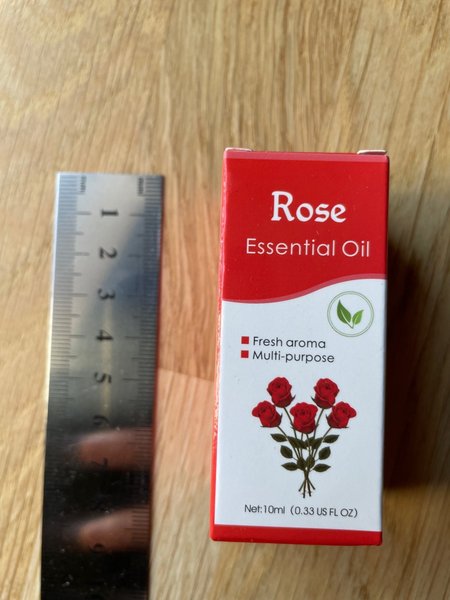 Rose
Essential Oil
Fresh aroma
Multi-purpose
Net:10ml (0.33 US FL OZ)
1
2
3
4
5
6
7